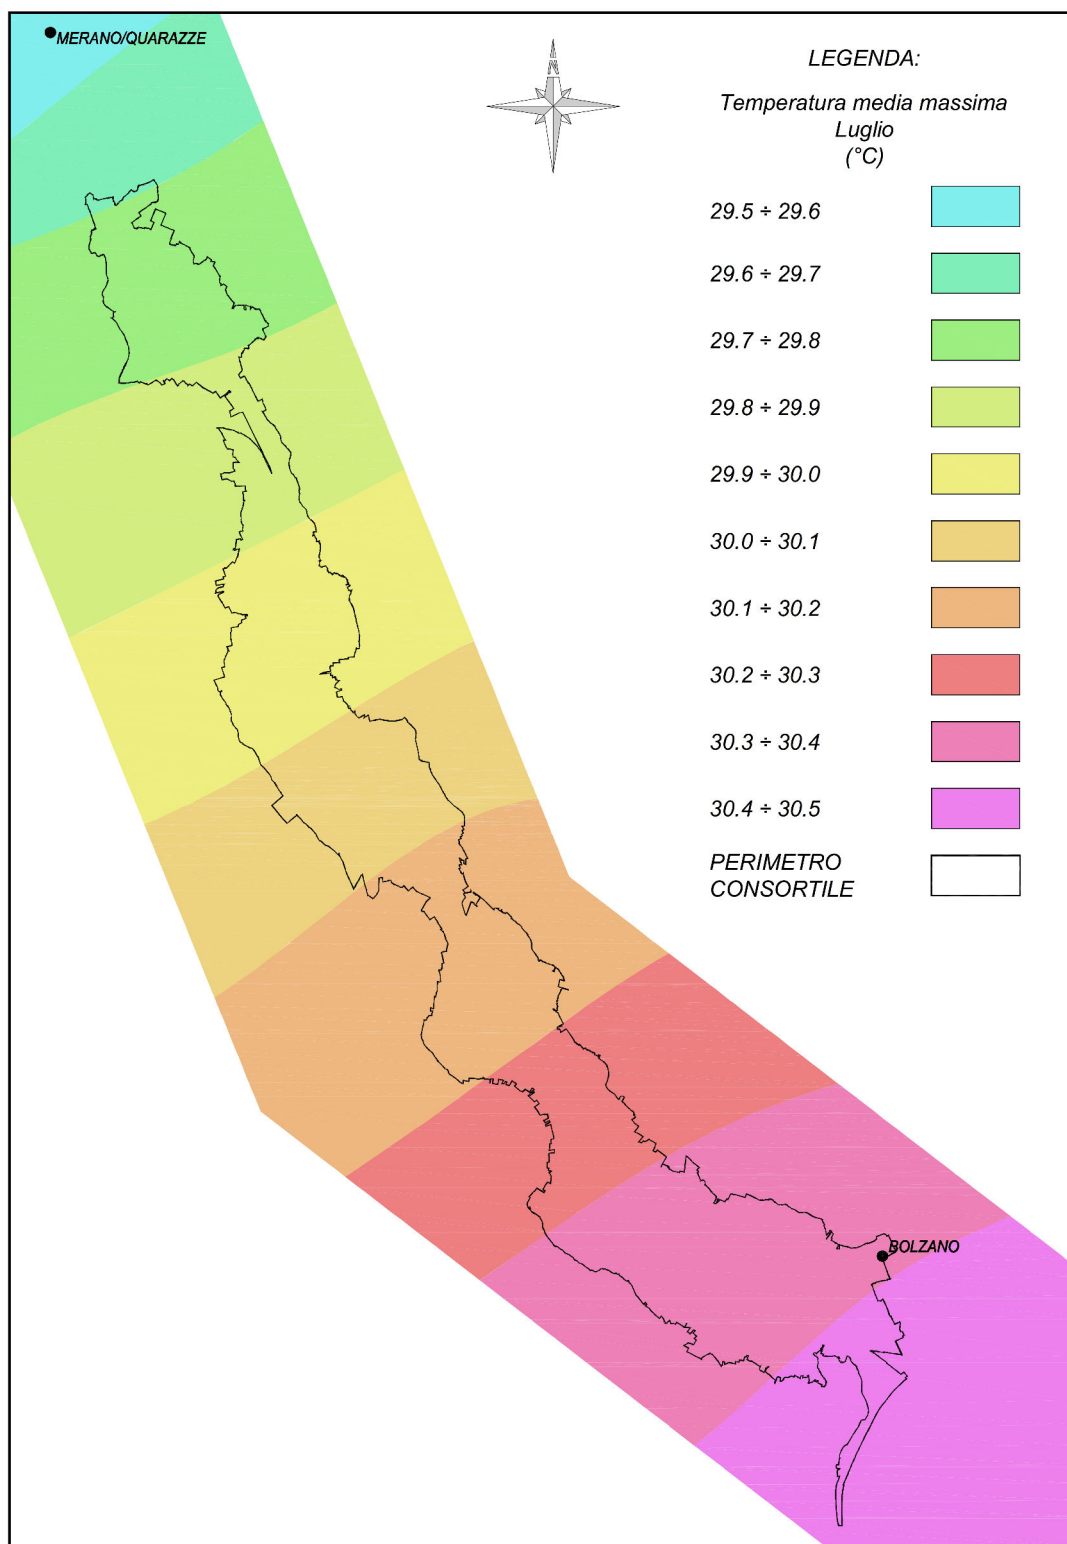 MERANO/QUARAZZE
N
LEGENDA:
Temperatura media massima
Luglio
(°C)
29.5 ÷ 29.6
29.6 ÷ 29.7
29.7 ÷ 29.8
29.8 ÷ 29.9
29.9 ÷ 30.0
30.0 ÷ 30.1
30.1 ÷ 30.2
30.2 ÷ 30.3
30.3 ÷ 30.4
30.4 ÷ 30.5
PERIMETRO
CONSORTILE
BOLZANO